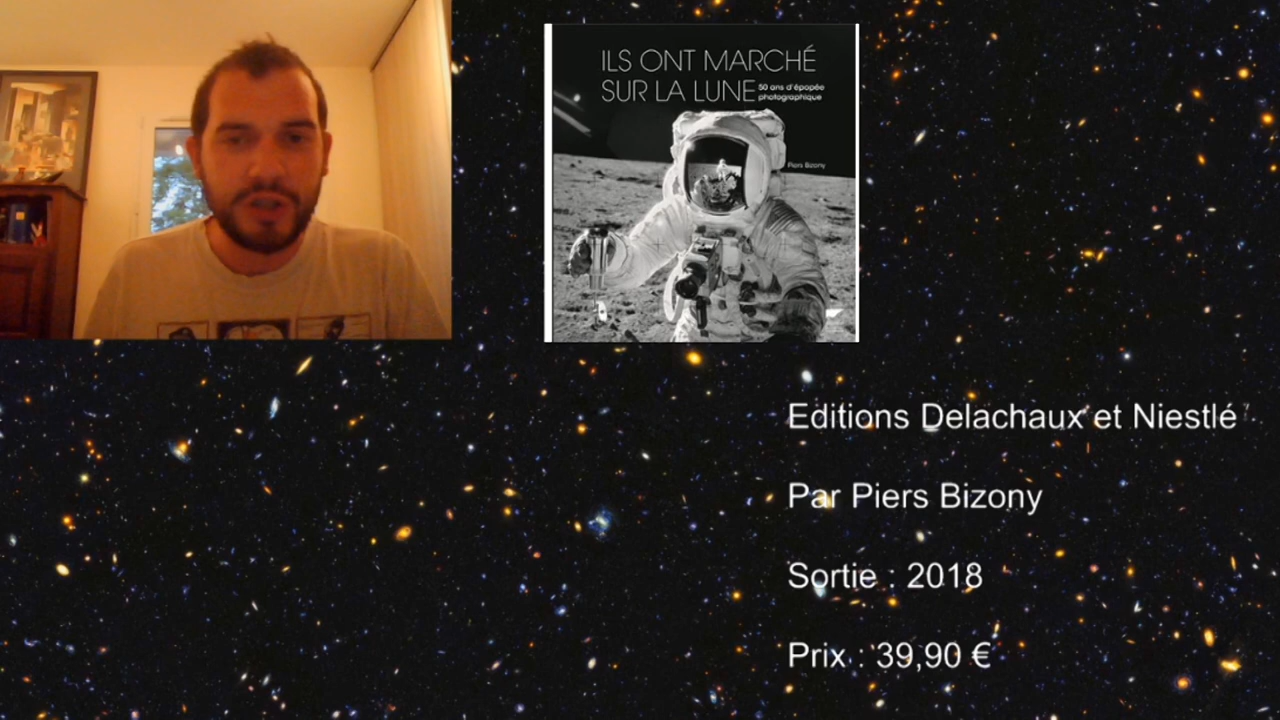 ILS ONT MARCHÉ
SUR LA LUNE
50 ans d'épopée
photographique
Piers Bizony
Editions Delachaux et Niestlé
Par Piers Bizony
Sortie : 2018
Prix : 39,90 €